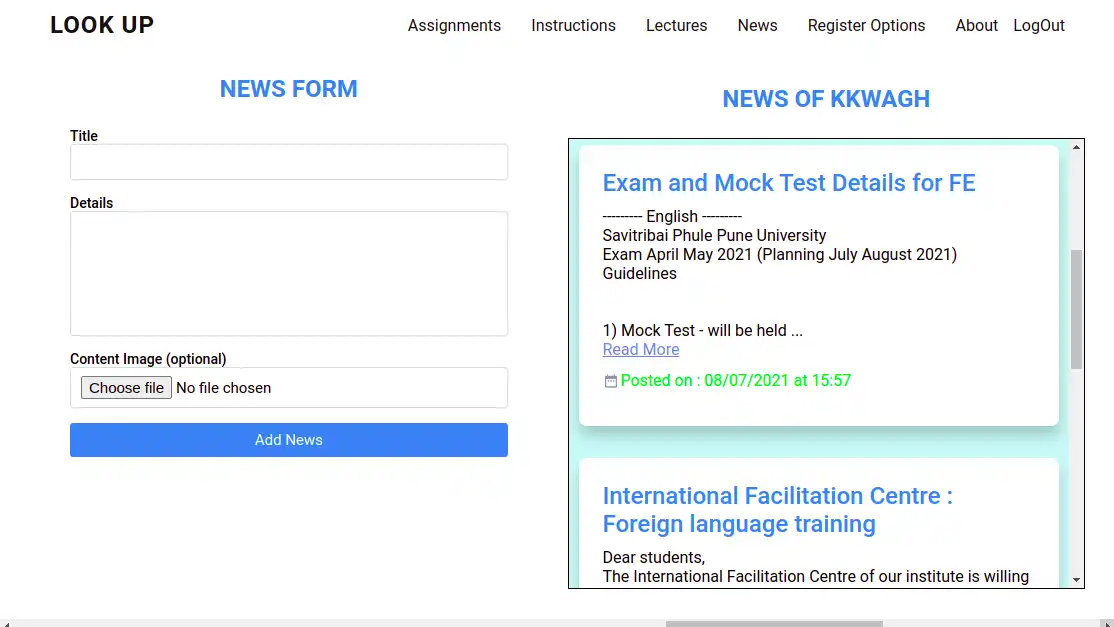 LOOK UP
Assignments
Instructions
Lectures
News
Register Options
About
LogOut
NEWS FORM
Title
Details
Content Image (optional)
Choose file No file chosen
Add News
NEWS OF KKWAGH
Exam and Mock Test Details for FE
--------- English ---------
Savitribai Phule Pune University
Exam April May 2021 (Planning July August 2021)
Guidelines
1) Mock Test - will be held ...
Read More
Posted on : 08/07/2021 at 15:57
International Facilitation Centre :
Foreign language training
Dear students,
The International Facilitation Centre of our institute is willing